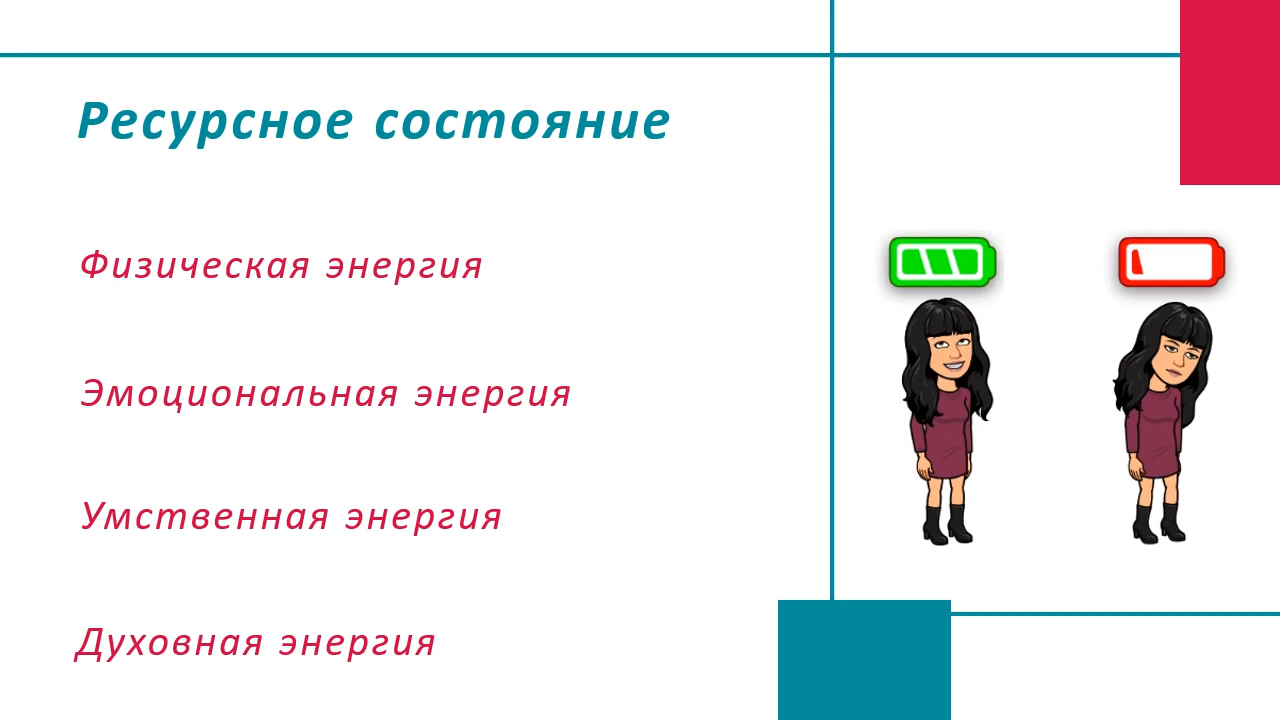 Ресурсное состояние
Физическая энергия
Эмоциональная энергия
Умственная энергия
Духовная энергия